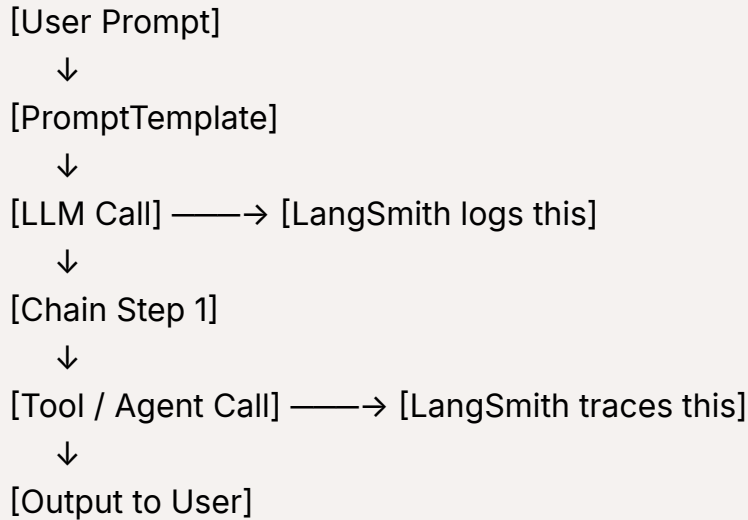 [User Prompt]
↓
[PromptTemplate]
↓
[LLM Call] ───→ [LangSmith logs this]
↓
[Chain Step 1]
↓
[Tool / Agent Call] ───→ [LangSmith traces this]
↓
[Output to User]